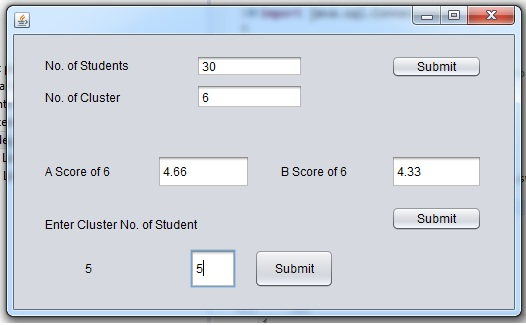 No. of Students 30 Submit
No. of Cluster 6
A Score of 6 4.66 B Score of 6 4.33
Submit
Enter Cluster No. of Student
5 5 Submit